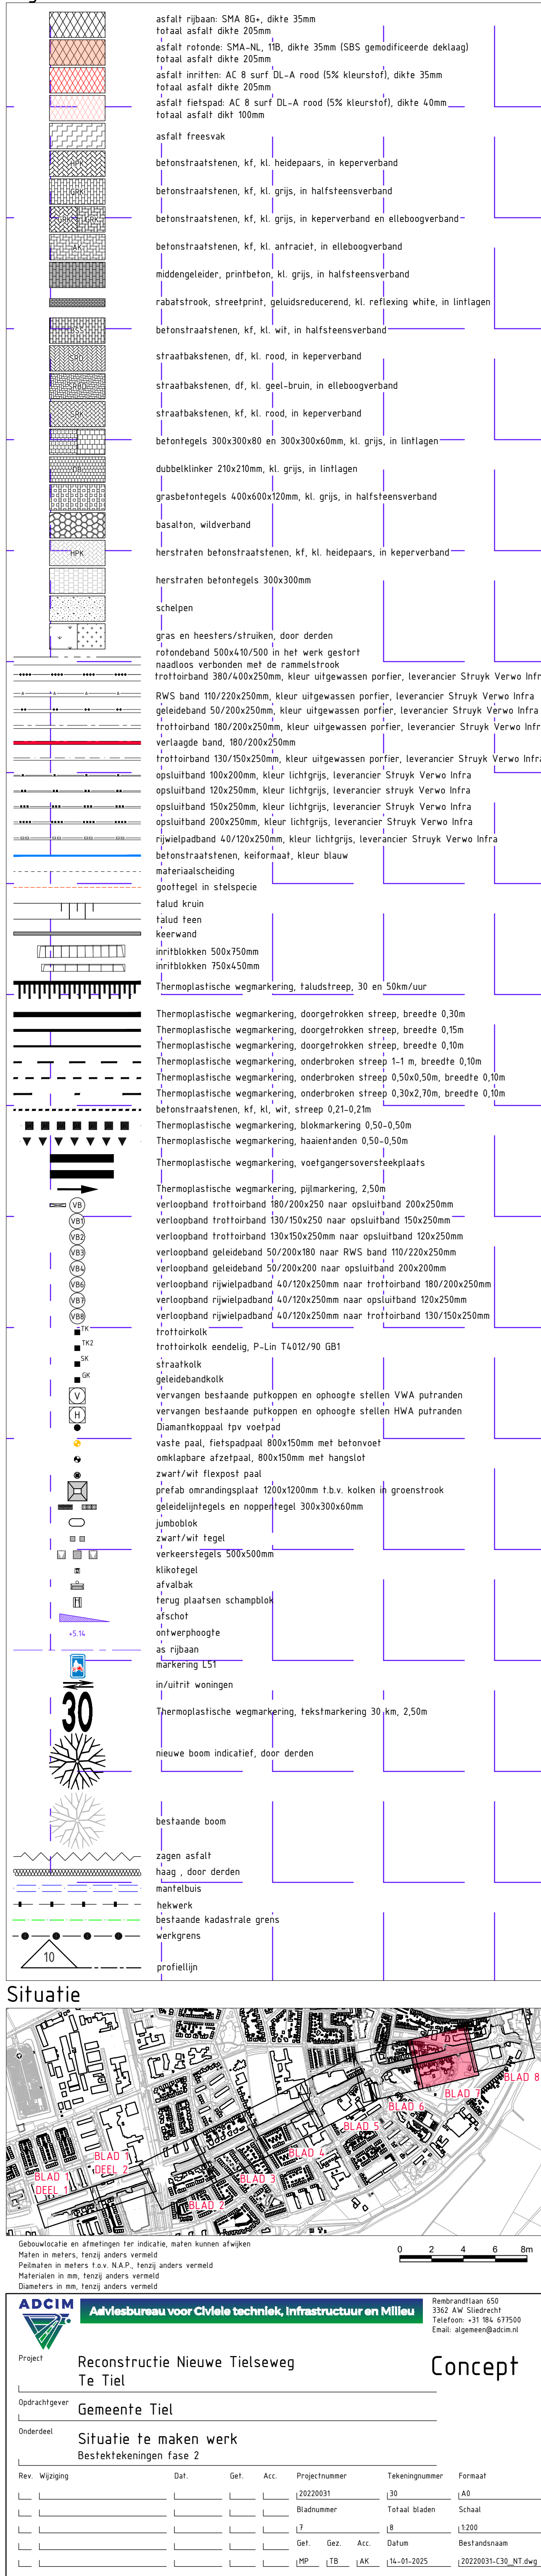 asfalt rijbaan: SMA 8G+, dikte 35mm
totaal asfalt dikte 205mm
asfalt rotonde: SMA-NL, 11B, dikte 35mm (SBS gemodificeerde deklaag)
totaal asfalt dikte 205mm
asfalt inritten: AC 8 surf DL-A rood (5% kleurstof), dikte 35mm
totaal asfalt dikte 205mm
asfalt fietspad: AC 8 surf DL-A rood (5% kleurstof), dikte 40mm
totaal asfalt dikt 100mm
asfalt freesvak
HPK betonstraatstenen, kf, kl. heidepaars, in keperverband
GRK betonstraatstenen, kf, kl. grijs, in halfsteensverband
GRK GRK betonstraatstenen, kf, kl. grijs, in keperverband en elleboogverband
AK betonstraatstenen, kf, kl. antraciet, in elleboogverband
middengeleider, printbeton, kl. grijs, in halfsteensverband
rabatstrook, streetprint, geluidsreducerend, kl. reflexing white, in lintlagen
betonstraatstenen, kf, kl. wit, in halfsteensverband
SRD straatbakstenen, df, kl. rood, in keperverband
straatbakstenen, df, kl. geel-bruin, in elleboogverband
SRK straatbakstenen, kf, kl. rood, in keperverband
betontegels 300x300x80 en 300x300x60mm, kl. grijs, in lintlagen
dubbelklinker 210x210mm, kl. grijs, in lintlagen
grasbetontegels 400x600x120mm, kl. grijs, in halfsteensverband
basalton, wildverband
HPK herstraten betonstraatstenen, kf, kl. heidepaars, in keperverband
herstraten betontegels 300x300mm
schelpen
gras en heesters/struiken, door derden
rotondeband 500x410/500 in het werk gestort
naadloos verbonden met de rammelstrook
trottoirband 380/400x250mm, kleur uitgewassen porfier, leverancier Struyk Verwo Infr
RWS band 110/220x250mm, kleur uitgewassen porfier, leverancier Struyk Verwo Infra
geleideband 50/200x250mm, kleur uitgewassen porfier, leverancier Struyk Verwo Infra
trottoirband 180/200x250mm, kleur uitgewassen porfier, leverancier Struyk Verwo Infr
verlaagde band, 180/200x250mm
trottoirband 130/150x250mm, kleur uitgewassen porfier, leverancier Struyk Verwo Infra
opsluitband 100x200mm, kleur lichtgrijs, leverancier Struyk Verwo Infra
opsluitband 120x250mm, kleur lichtgrijs, leverancier Struyk Verwo Infra
opsluitband 150x250mm, kleur lichtgrijs, leverancier Struyk Verwo Infra
opsluitband 200x250mm, kleur lichtgrijs, leverancier Struyk Verwo Infra
rijwielpadband 40/120x250mm, kleur lichtgrijs, leverancier Struyk Verwo Infra
betonstraatstenen, keiformaat, kleur blauw
materiaalscheiding
goottegel in stelspecie
talud kruin
talud teen
keerwand
inritblokken 500x750mm
inritblokken 750x450mm
Thermoplastische wegmarkering, taludstreep, 30 en 50km/uur
Thermoplastische wegmarkering, doorgetrokken streep, breedte 0,30m
Thermoplastische wegmarkering, doorgetrokken streep, breedte 0,15m
Thermoplastische wegmarkering, doorgetrokken streep, breedte 0,10m
Thermoplastische wegmarkering, onderbroken streep 1-1 m, breedte 0,10m
Thermoplastische wegmarkering, onderbroken streep 0,50x0,50m, breedte 0,10m
Thermoplastische wegmarkering, onderbroken streep 0,30x2,70m, breedte 0,10m
betonstraatstenen, kf, kl, wit, streep 0,21-0,21m
Thermoplastische wegmarkering, blokmarkering 0,50-0,50m
Thermoplastische wegmarkering, haaientanden 0,50-0,50m
Thermoplastische wegmarkering, voetgangersoversteekplaats
Thermoplastische wegmarkering, pijlmarkering, 2,50m
VB verloopband trottoirband 180/200x250 naar opsluitband 200x250mm
VB1 verloopband trottoirband 130/150x250 naar opsluitband 150x250mm
VB2 verloopband trottoirband 130x150x250mm naar opsluitband 120x250mm
VB3 verloopband geleideband 50/200x180 naar RWS band 110/220x250mm
VB4 verloopband geleideband 50/200x200 naar opsluitband 200x200mm
VB6 verloopband rijwielpadband 40/120x250mm naar trottoirband 180/200x250mm
VB7 verloopband rijwielpadband 40/120x250mm naar opsluitband 120x250mm
VB8 verloopband rijwielpadband 40/120x250mm naar trottoirband 130/150x250mm
TK trottoirkolk
TK2 trottoirkolk eendelig, P-Lin T4012/90 GB1
SK straatkolk
GK geleidebandkolk
V vervangen bestaande putkoppen en ophoogte stellen VWA putranden
H vervangen bestaande putkoppen en ophoogte stellen HWA putranden
Diamantkoppaal tpv voetpad
vaste paal, fietspadpaal 800x150mm met betonvoet
omklapbare afzetpaal, 800x150mm met hangslot
zwart/wit flexpost paal
prefab omrandingsplaat 1200x1200mm t.b.v. kolken in groenstrook
geleidelijntegels en noppentegel 300x300x60mm
jumboblok
zwart/wit tegel
verkeerstegels 500x500mm
klikotegel
afvalbak
terug plaatsen schampblok
afschot
+5.14 ontwerphoogte
as rijbaan
markering L51
in/uitrit woningen
30 Thermoplastische wegmarkering, tekstmarkering 30 km, 2,50m
nieuwe boom indicatief, door derden
bestaande boom
zagen asfalt
haag , door derden
mantelbuis
hekwerk
bestaande kadastrale grens
werkgrens
10 profiellijn
Situatie
BLAD 8
BLAD 7
BLAD 6
BLAD 5
BLAD 4
BLAD 1
DEEL 2
BLAD 3
BLAD 1
DEEL 1
BLAD 2
Gebouwlocatie en afmetingen ter indicatie, maten kunnen afwijken
Maten in meters, tenzij anders vermeld
Peilmaten in meters t.o.v. N.A.P., tenzij anders vermeld
Materialen in mm, tenzij anders vermeld
Diameters in mm, tenzij anders vermeld
0 2 4 6 8m
ADCIM
Adviesbureau voor Civiele techniek, Infrastructuur en Milieu
Rembrandtlaan 650
3362 AW Sliedrecht
Telefoon: +31 184 677500
Email: algemeen@adcim.nl
Project
Reconstructie Nieuwe Tielseweg
Te Tiel
Concept
Opdrachtgever
Gemeente Tiel
Onderdeel
Situatie te maken werk
Bestektekeningen fase 2
Rev. Wijziging Dat. Get. Acc. Projectnummer Tekeningnummer Formaat
20220031 30 A0
Bladnummer Totaal bladen Schaal
7 8 1:200
Get. Gez. Acc. Datum Bestandsnaam
MP TB AK 14-01-2025 20220031-C30_NT.dwg